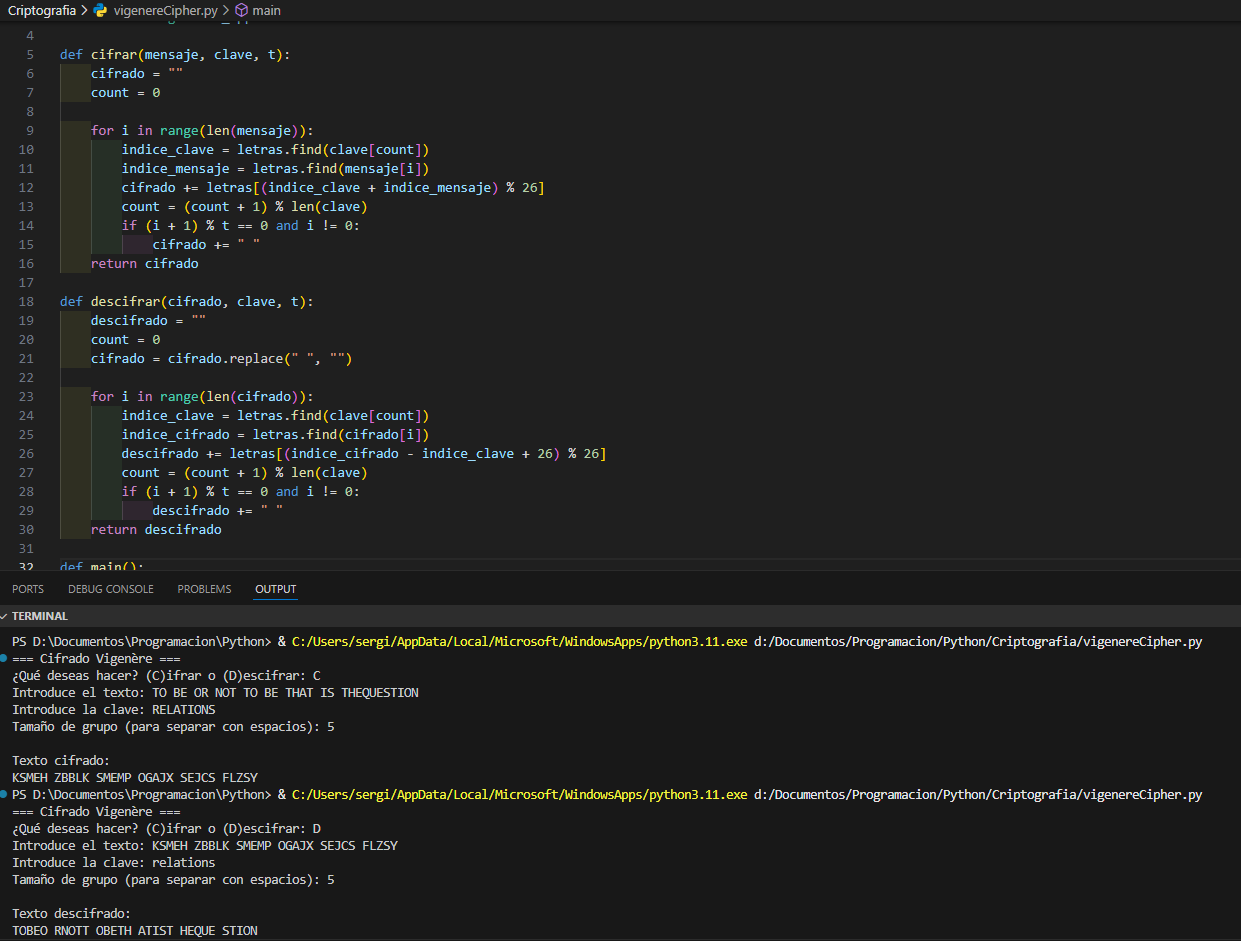 Criptografia > vigenereCipher.py > main
4
5 def cifrar(mensaje, clave, t):
6     cifrado = ""
7     count = 0
8
9     for i in range(len(mensaje)):
10         indice_clave = letras.find(clave[count])
11         indice_mensaje = letras.find(mensaje[i])
12         cifrado += letras[(indice_clave + indice_mensaje) % 26]
13         count = (count + 1) % len(clave)
14         if (i + 1) % t == 0 and i != 0:
15             cifrado += " "
16     return cifrado
17
18 def descifrar(cifrado, clave, t):
19     descifrado = ""
20     count = 0
21     cifrado = cifrado.replace(" ", "")
22
23     for i in range(len(cifrado)):
24         indice_clave = letras.find(clave[count])
25         indice_cifrado = letras.find(cifrado[i])
26         descifrado += letras[(indice_cifrado - indice_clave + 26) % 26]
27         count = (count + 1) % len(clave)
28         if (i + 1) % t == 0 and i != 0:
29             descifrado += " "
30     return descifrado
31
32 def main():
PORTS DEBUG CONSOLE PROBLEMS OUTPUT
TERMINAL
PS D:\Documentos\Programacion\Python> & C:/Users/sergi/AppData/Local/Microsoft/WindowsApps/python3.11.exe d:/Documentos/Programacion/Python/Criptografia/vigenereCipher.py
=== Cifrado Vigenère ===
¿Qué deseas hacer? (C)ifrar o (D)escifrar: C
Introduce el texto: TO BE OR NOT TO BE THAT IS THEQUESTION
Introduce la clave: RELATIONS
Tamaño de grupo (para separar con espacios): 5

Texto cifrado:
KSMEH ZBBLK SMEMP OGAJX SEJCS FLZSY
PS D:\Documentos\Programacion\Python> & C:/Users/sergi/AppData/Local/Microsoft/WindowsApps/python3.11.exe d:/Documentos/Programacion/Python/Criptografia/vigenereCipher.py
=== Cifrado Vigenère ===
¿Qué deseas hacer? (C)ifrar o (D)escifrar: D
Introduce el texto: KSMEH ZBBLK SMEMP OGAJX SEJCS FLZSY
Introduce la clave: relations
Tamaño de grupo (para separar con espacios): 5

Texto descifrado:
TOBEO RNOTT OBETH ATIST HEQUE STION